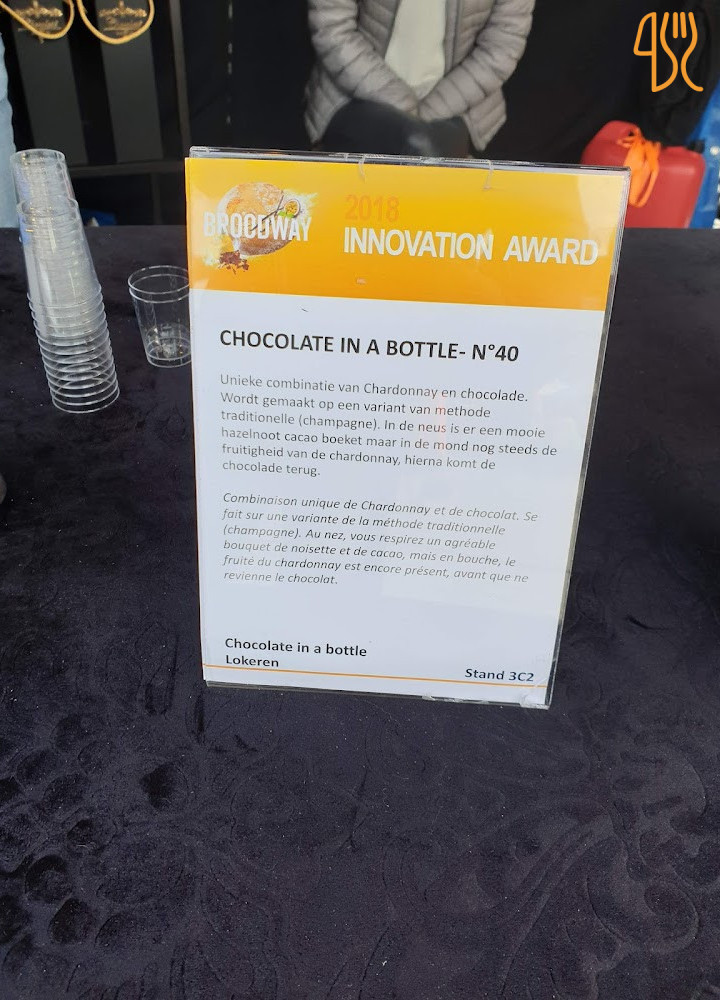 BROODWAY
2018
INNOVATION AWARD
CHOCOLATE IN A BOTTLE- N°40
Unieke combinatie van Chardonnay en chocolade.
Wordt gemaakt op een variant van methode
traditionelle (champagne). In de neus is er een mooie
hazelnoot cacao boeket maar in de mond nog steeds de
fruitigheid van de chardonnay, hierna komt de
chocolade terug.
Combinaison unique de Chardonnay et de chocolat. Se
fait sur une variante de la méthode traditionnelle
(champagne). Au nez, vous respirez un agréable
bouquet de noisette et de cacao, mais en bouche, le
fruité du chardonnay est encore présent, avant que ne
revienne le chocolat.
Chocolate in a bottle
Lokeren
Stand 3C2